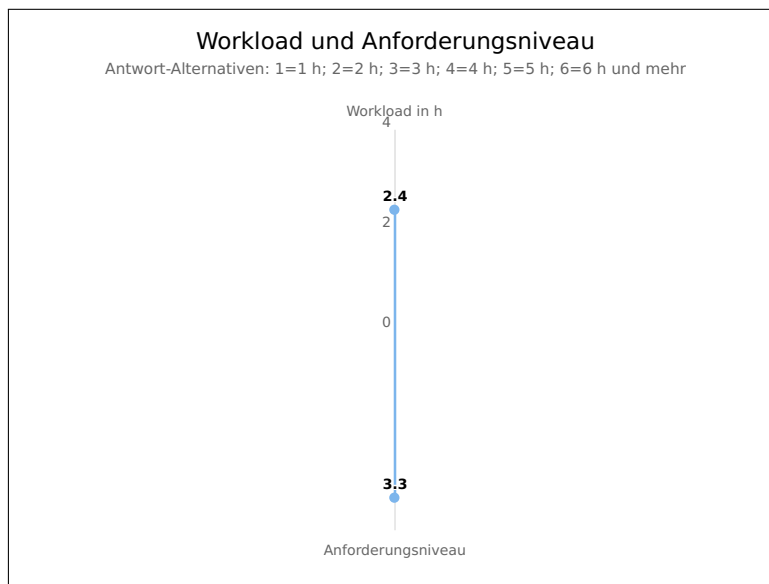 Workload und Anforderungsniveau
Antwort-Alternativen: 1=1 h; 2=2 h; 3=3 h; 4=4 h; 5=5 h; 6=6 h und mehr
Workload in h
4
2.4
2
0
3.3
Anforderungsniveau